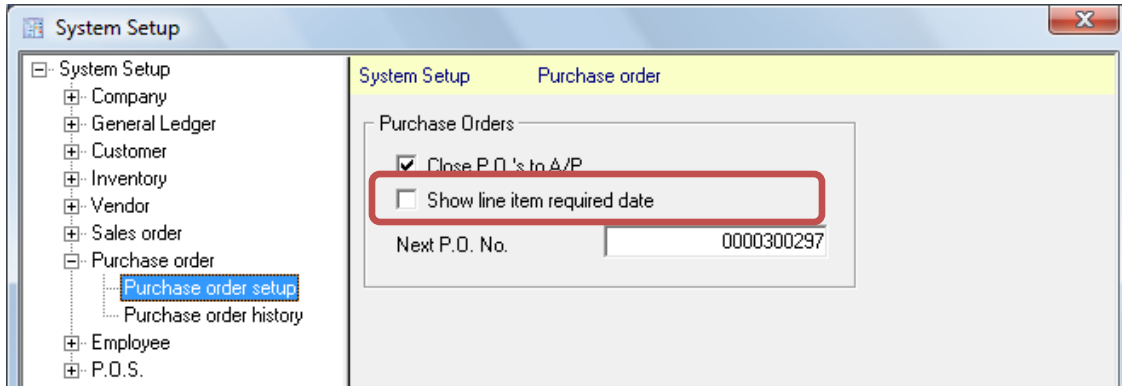 System Setup
System Setup
Company
General Ledger
Customer
Inventory
Vendor
Sales order
Purchase order
Purchase order setup
Purchase order history
Employee
P.O.S.
System Setup Purchase order
Purchase Orders
Close P.O.'s to A/P
Show line item required date
Next P.O. No. 0000300297